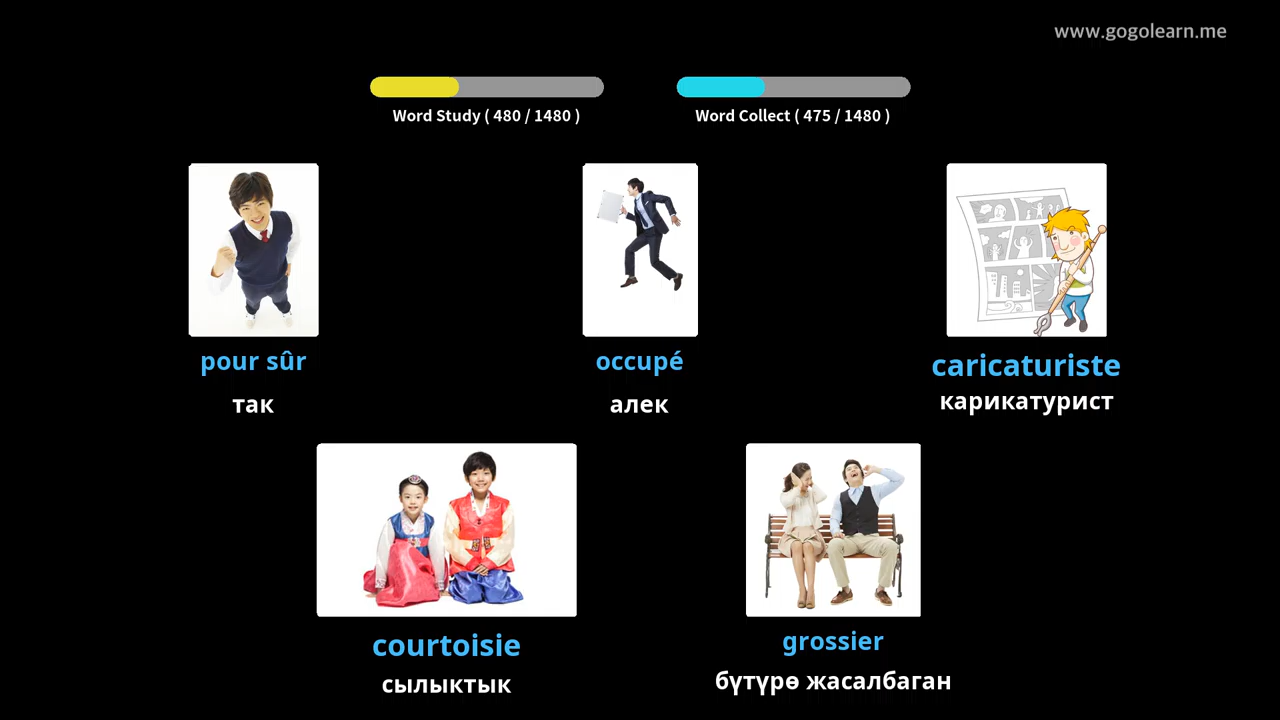 www.gogolearn.me
Word Study ( 480 / 1480 )
Word Collect ( 475 / 1480 )
pour sûr
так
occupé
алек
caricaturiste
карикатурист
courtoisie
сылыктык
grossier
бүтүрө жасалбаган